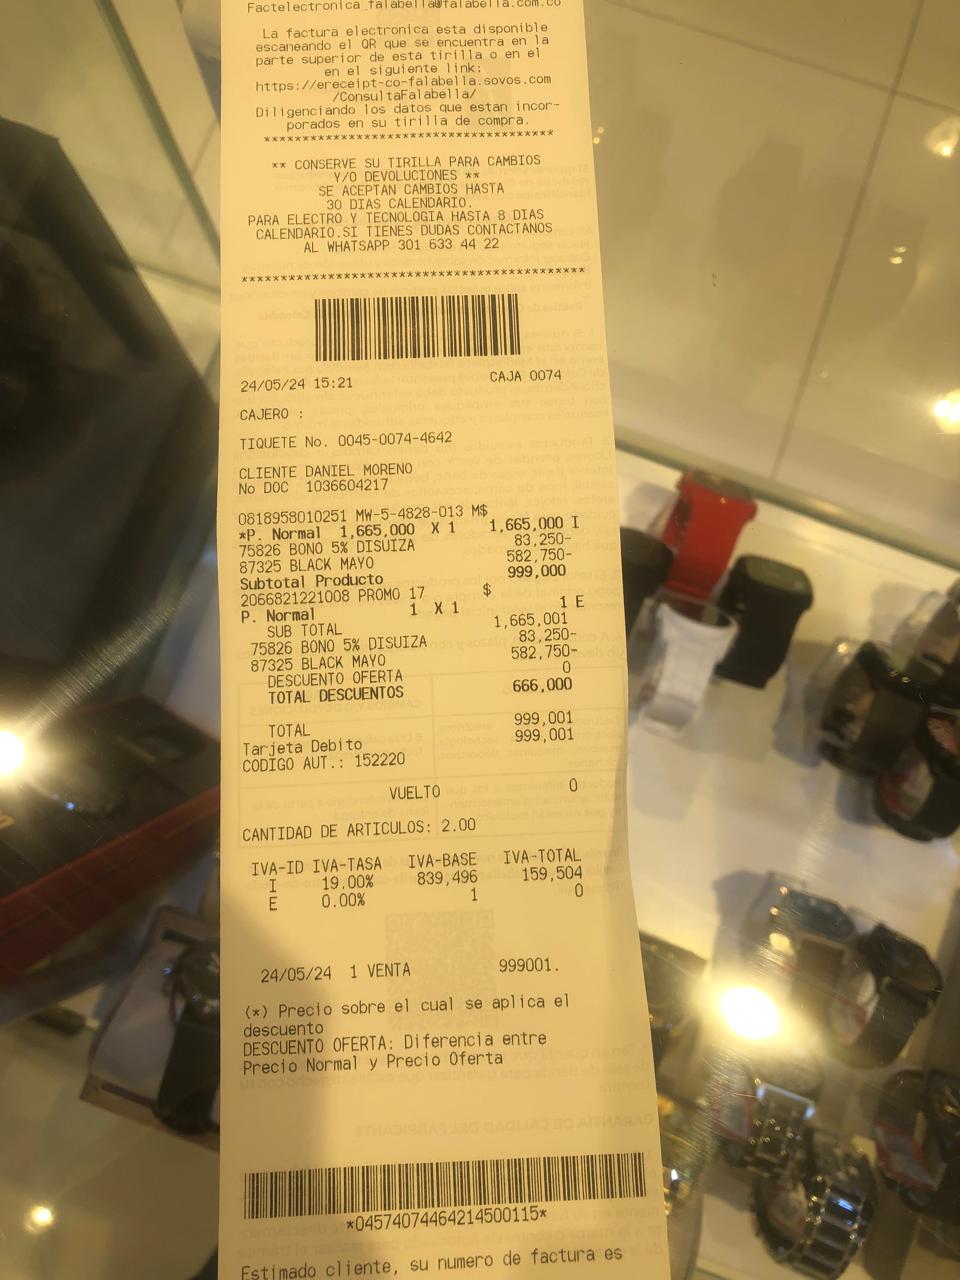 Factelectronica_falabella@falabella.com.co
La factura electronica esta disponible
escaneando el QR que se encuentra en la
parte superior de esta tirilla o en el
en el siguiente link:
https://ereceipt-co-falabella.sovos.com
/ConsultaFalabella/
Diligenciando los datos que estan incor-
porados en su tirilla de compra.
****************************************
** CONSERVE SU TIRILLA PARA CAMBIOS
Y/O DEVOLUCIONES **
SE ACEPTAN CAMBIOS HASTA
30 DIAS CALENDARIO.
PARA ELECTRO Y TECNOLOGIA HASTA 8 DIAS
CALENDARIO.SI TIENES DUDAS CONTACTANOS
AL WHATSAPP 301 633 44 22
****************************************
24/05/24 15:21 CAJA 0074
CAJERO :
TIQUETE No. 0045-0074-4642
CLIENTE DANIEL MORENO
No DOC 1036604217
0818958010251 MW-5-4828-013 M$
*P. Normal 1,665,000 X 1 1,665,000 I
75826 BONO 5% DISUIZA 83,250-
87325 BLACK MAYO 582,750-
Subtotal Producto 999,000
2066821221008 PROMO 17 $
P. Normal 1 X 1 1 E
SUB TOTAL 1,665,001
75826 BONO 5% DISUIZA 83,250-
87325 BLACK MAYO 582,750-
DESCUENTO OFERTA 0
TOTAL DESCUENTOS 666,000
TOTAL 999,001
Tarjeta Debito 999,001
CODIGO AUT.: 152220
VUELTO 0
CANTIDAD DE ARTICULOS: 2.00
IVA-ID IVA-TASA IVA-BASE IVA-TOTAL
I 19.00% 839,496 159,504
E 0.00% 1 0
24/05/24 1 VENTA 999001.
(*) Precio sobre el cual se aplica el
descuento
DESCUENTO OFERTA: Diferencia entre
Precio Normal y Precio Oferta
*04574074464214500115*
Estimado cliente, su numero de factura es